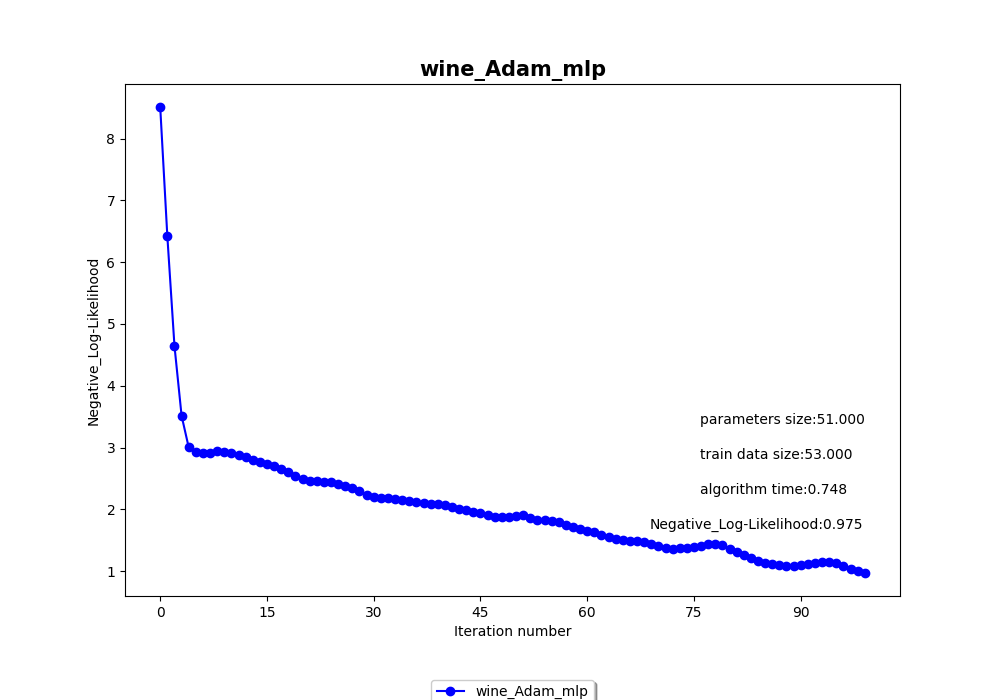 wine_Adam_mlp
Negative_Log-Likelihood
8
7
6
5
4
3
2
1
parameters size:51.000
train data size:53.000
algorithm time:0.748
Negative_Log-Likelihood:0.975
0 15 30 45 60 75 90
Iteration number
wine_Adam_mlp